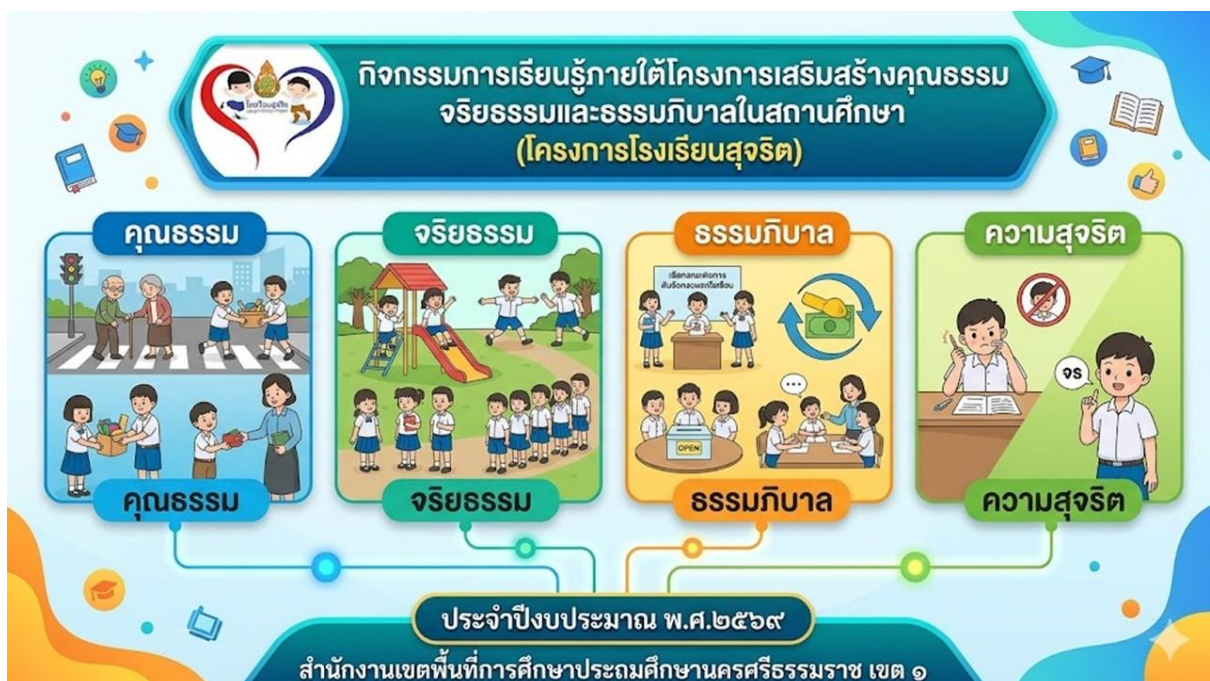 กิจกรรมการเรียนรู้ภายใต้โครงการเสริมสร้างคุณธรรม
จริยธรรมและธรรมภิบาลในสถานศึกษา
(โครงการโรงเรียนสุจริต)
คุณธรรม
จริยธรรม
ธรรมภิบาล
ความสุจริต
OPEN
จร
คุณธรรม
จริยธรรม
ธรรมภิบาล
ความสุจริต
ประจำปีงบประมาณ พ.ศ.๒๕๖๙
สำนักงานเขตพื้นที่การศึกษาประถมศึกษานครศรีธรรมราช เขต ๑